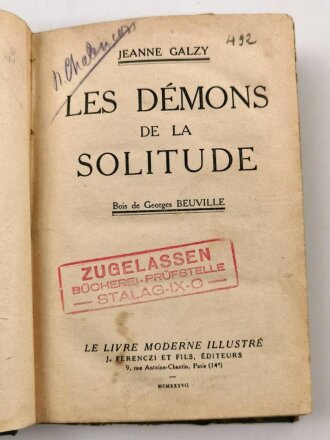 492
JEANNE GALZY
LES DÉMONS
DE LA
SOLITUDE
Bois de Georges BEUVILLE
ZUGELASSEN
BÜCHEREI-PRÜFSTELLE
— STALAG-IX-C —
LE LIVRE MODERNE ILLUSTRÉ
J. FERENCZI ET FILS, ÉDITEURS
9, rue Antoine-Chantin, Paris (14e)
MCMXXXVII